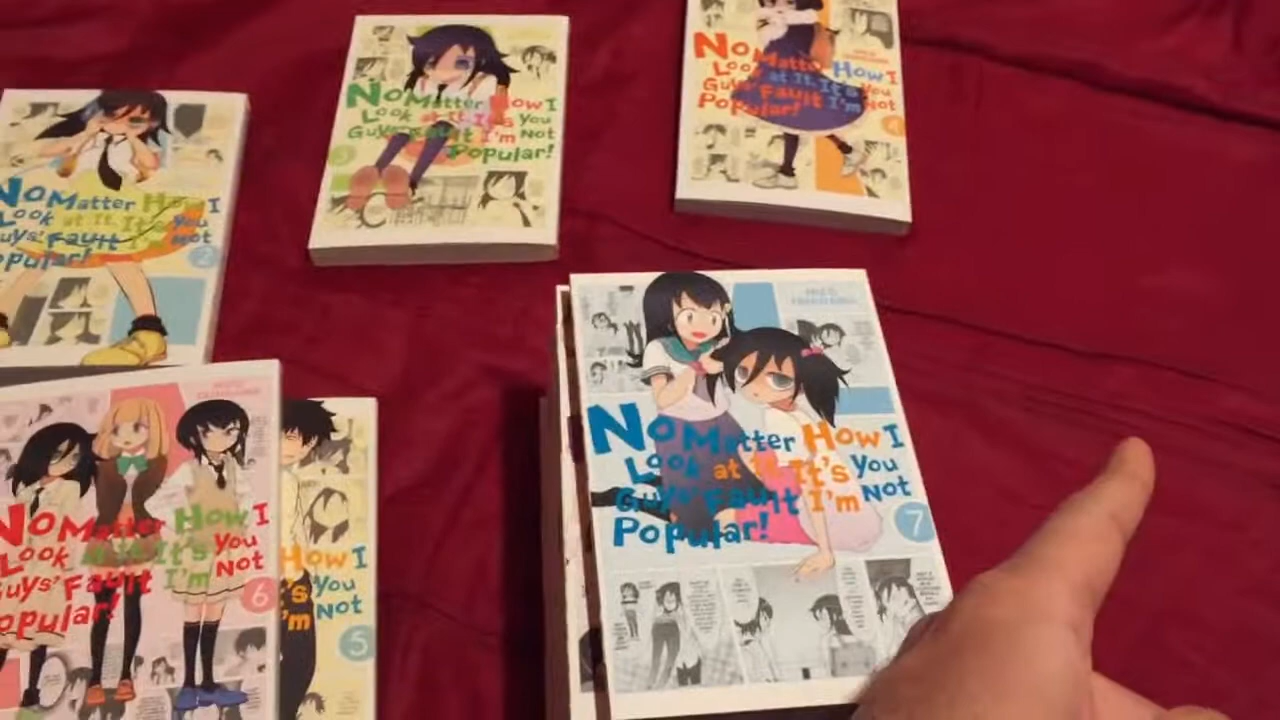 No Matter How I
Look at It, It's You
Guys' Fault I'm Not
Popular!
3
No Matter How I
Look at It, It's You
Guys' Fault I'm Not
Popular!
4
No Matter How I
Look at It, It's You
Guys' Fault I'm Not
Popular!
2
No Matter How I
Look at It, It's You
Guys' Fault I'm Not
Popular!
7
No Matter How I
Look at It, It's You
Guys' Fault I'm Not
Popular!
6
How I
It's You
I'm Not
5